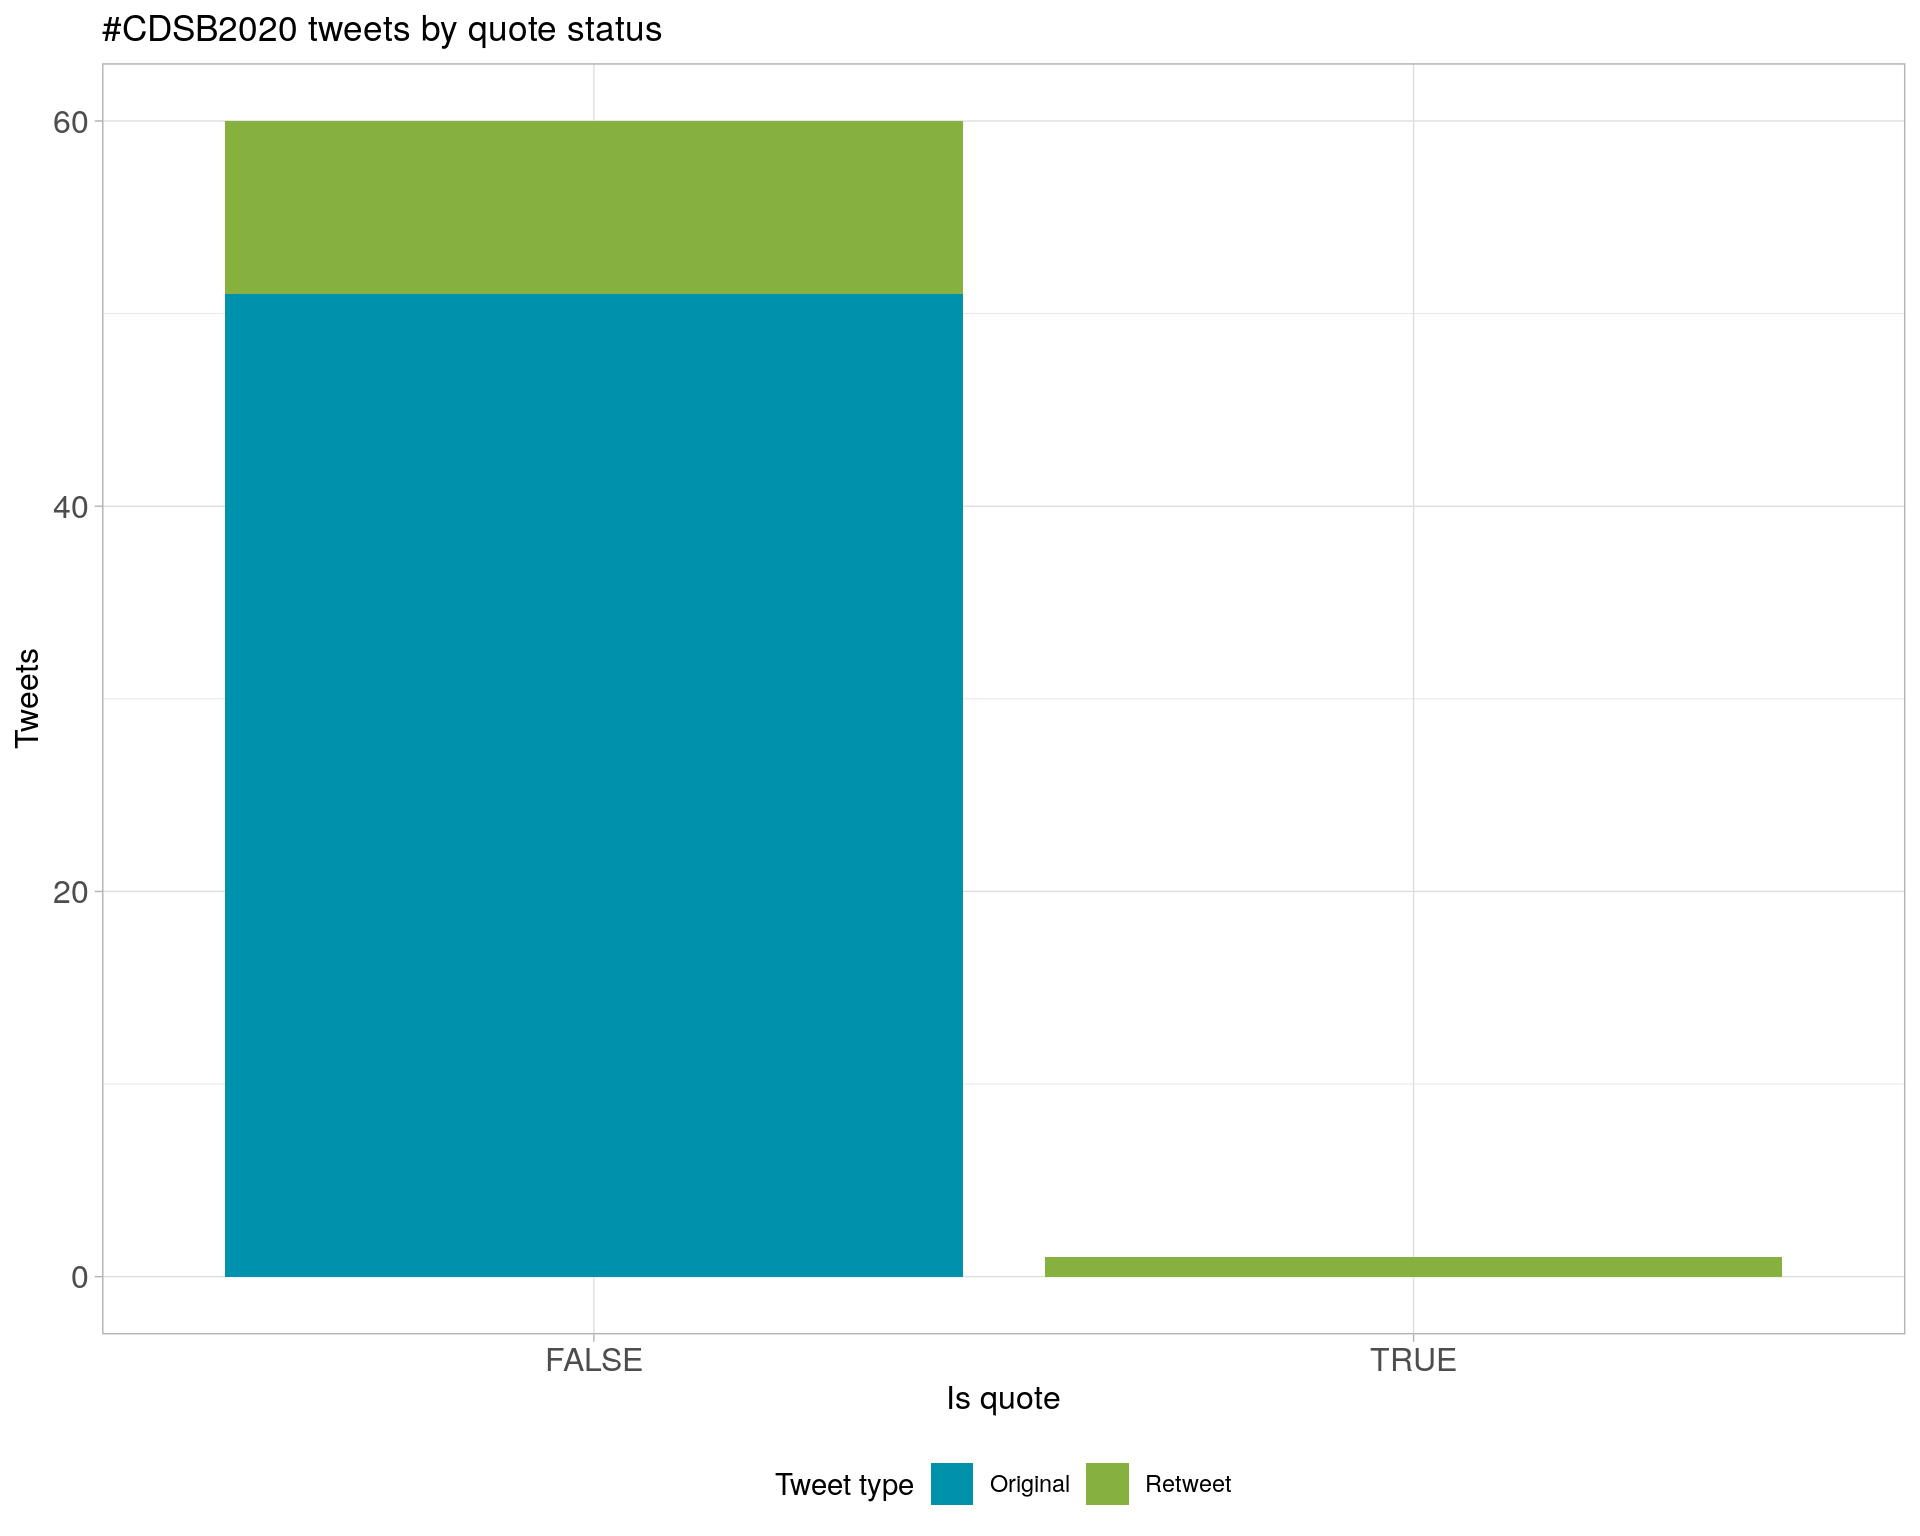 #CDSB2020 tweets by quote status
60
40
20
0
Tweets
FALSE TRUE
Is quote
Tweet type Original Retweet